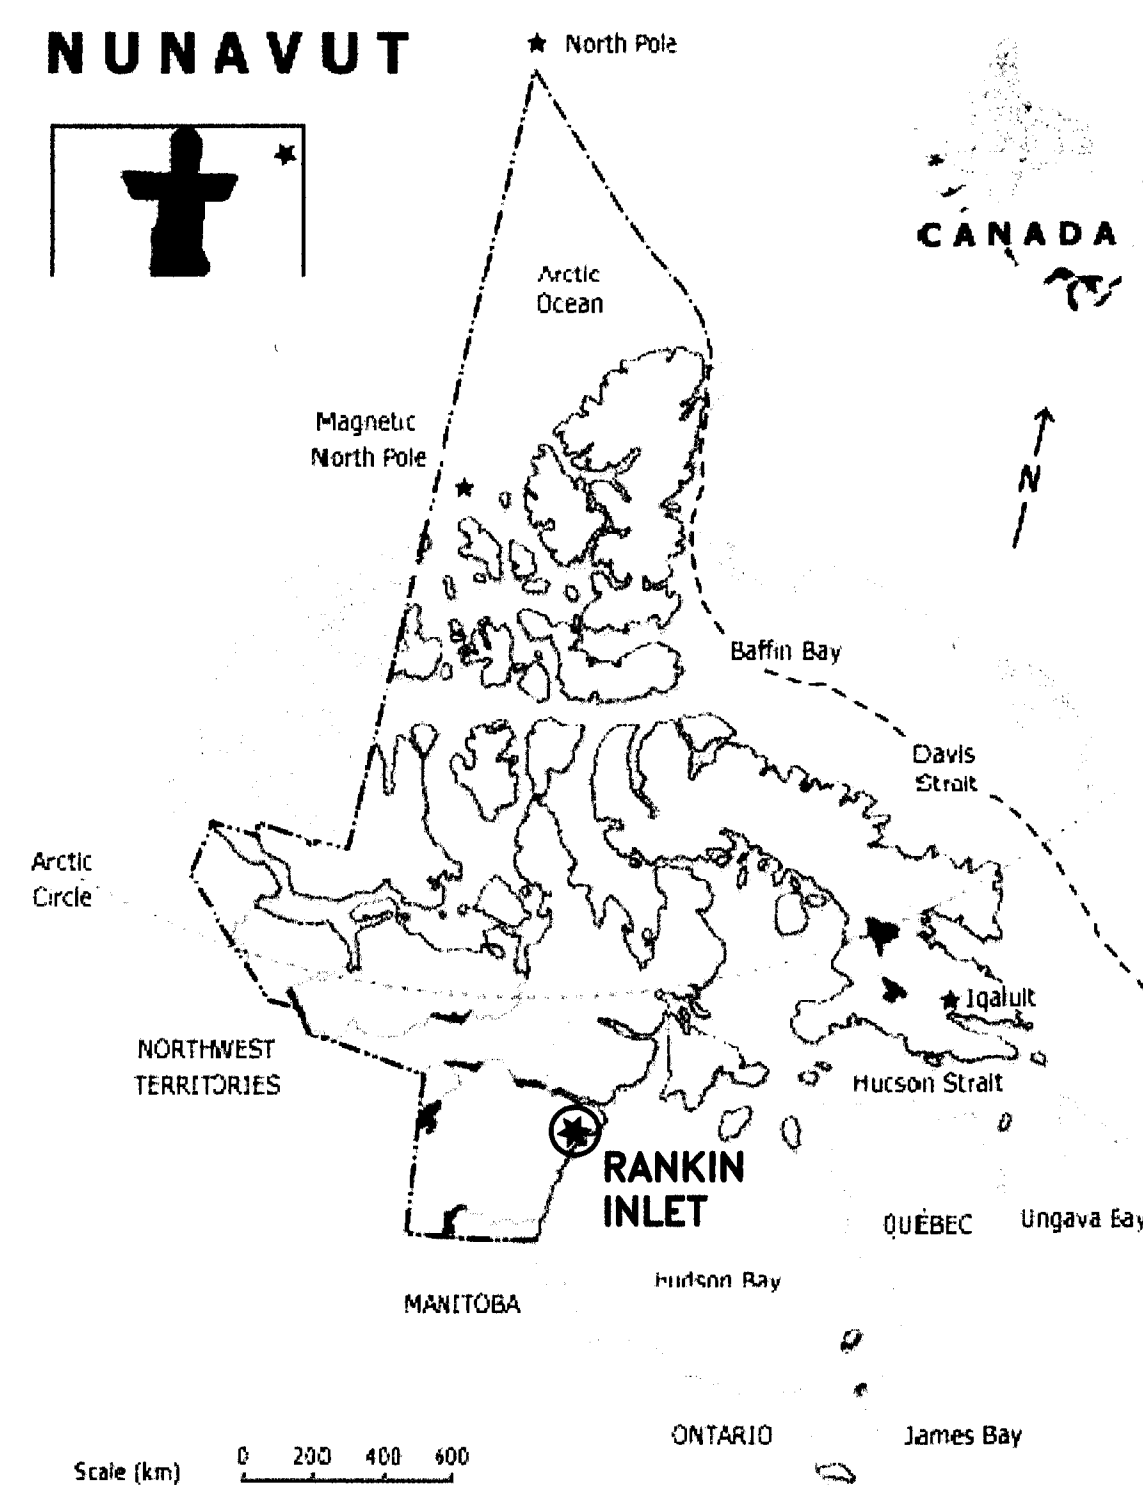 NUNAVUT
North Pole
CANADA
Arctic
Ocean
Magnetic
North Pole
N
Baffin Bay
Davis
Strait
Arctic
Circle
Iqaluit
NORTHWEST
TERRITORIES
Hudson Strait
RANKIN
INLET
QUÉBEC
Ungava Bay
Hudson Bay
MANITOBA
ONTARIO
James Bay
0 200 400 600
Scale (km)